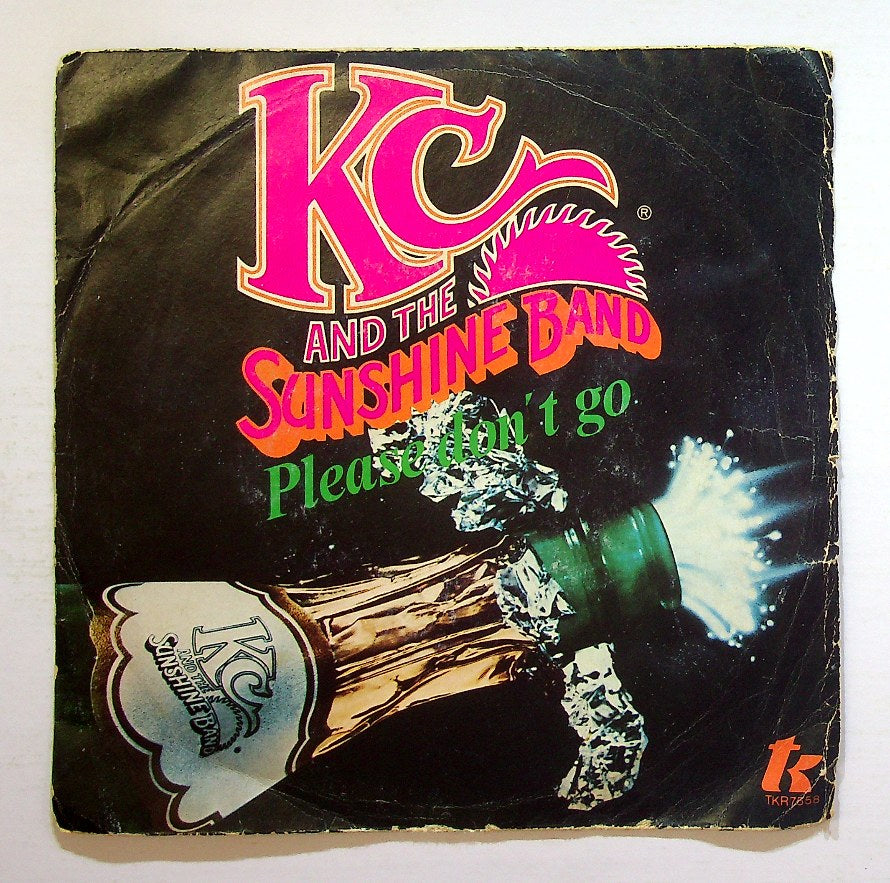 KC
®
AND THE
SUNSHINE BAND
Please don't go
KC
AND THE
SUNSHINE BAND
tk
TKR7558